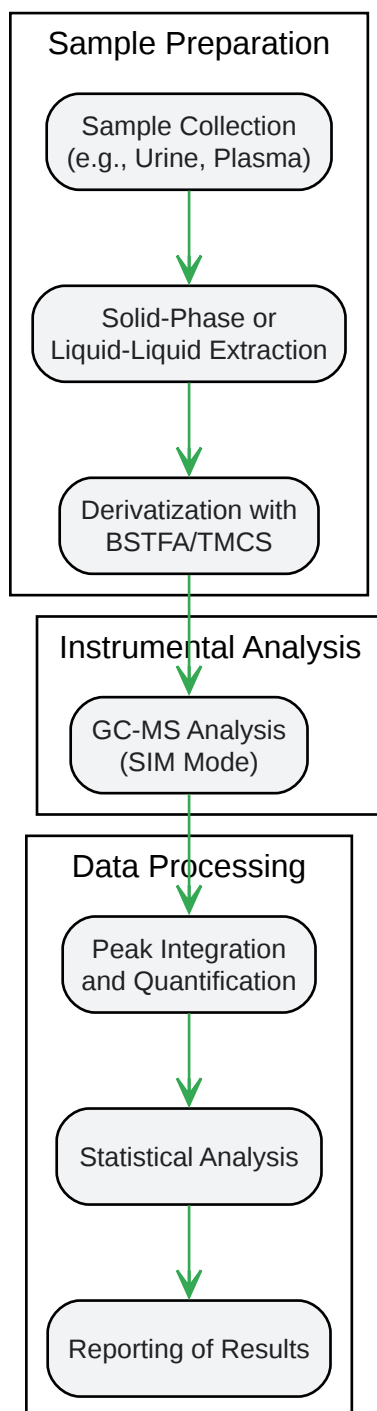 Sample Preparation
Sample Collection
(e.g., Urine, Plasma)
Solid-Phase or
Liquid-Liquid Extraction
Derivatization with
BSTFA/TMCS
Instrumental Analysis
GC-MS Analysis
(SIM Mode)
Data Processing
Peak Integration
and Quantification
Statistical Analysis
Reporting of Results